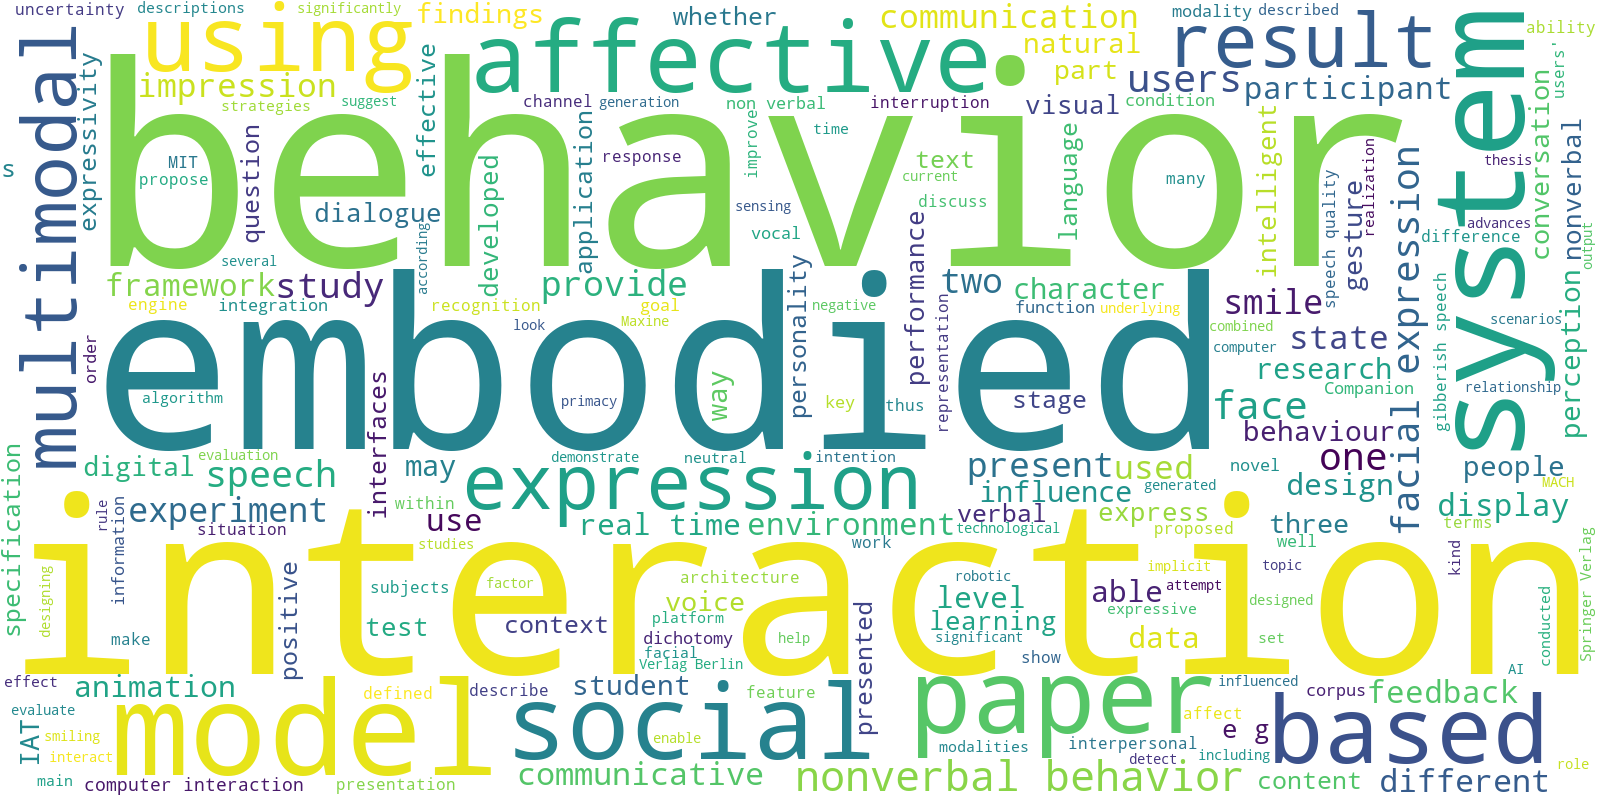 uncertainty
descriptions
significantly
using
findings
whether
communication
modality
described
ability
users'
multimodal
expressivity
impression
strategies
suggest
effective
affective
natural
part
result
users
participant
system
behavior
channel
generation
non verbal
interruption
visual
condition
s
MIT
propose
question
dialogue
developed
application
response
improve
time
text
current
many
language
intelligent
realization
thesis
conversation
nonverbal
sensing
discuss
vocal
gesture
speech quality
advances
difference
output
several
according
framework
study
provide
personality
performance
two
character
engine
integration
recognition
goal
Maxine
look
negative
function
underlying
smile
combined
computer
state
facial expression
gibberish speech
scenarios
perception
order
embodied
algorithm
primacy
way
key
thus
representation
stage
research
Companion
relationship
face
behaviour
interfaces
evaluation
demonstrate
neutral
intention
digital
speech
may
expression
present
used
novel
one
people
MACH
specification
experiment
within
influence
generated
design
display
rule
information
situation
use
real time
environment
verbal
express
technological
proposed
three
terms
well
interaction
studies
work
kind
Springer Verlag
designing
positive
subjects
factor
architecture
robotic
implicit
topic
voice
level
able
attempt
expressive
designed
make
test
context
platform
dichotomy
help
learning
significant
data
set
conducted
facial
Verlag Berlin
presented
show
AI
effect
animation
defined
describe
student
feature
paper
influenced
corpus
feedback
evaluate
IAT
smiling
interact
model
social
enable
modalities
interpersonal
affect
e g
based
detect
including
role
main
computer interaction
presentation
communicative
nonverbal behavior
content
different